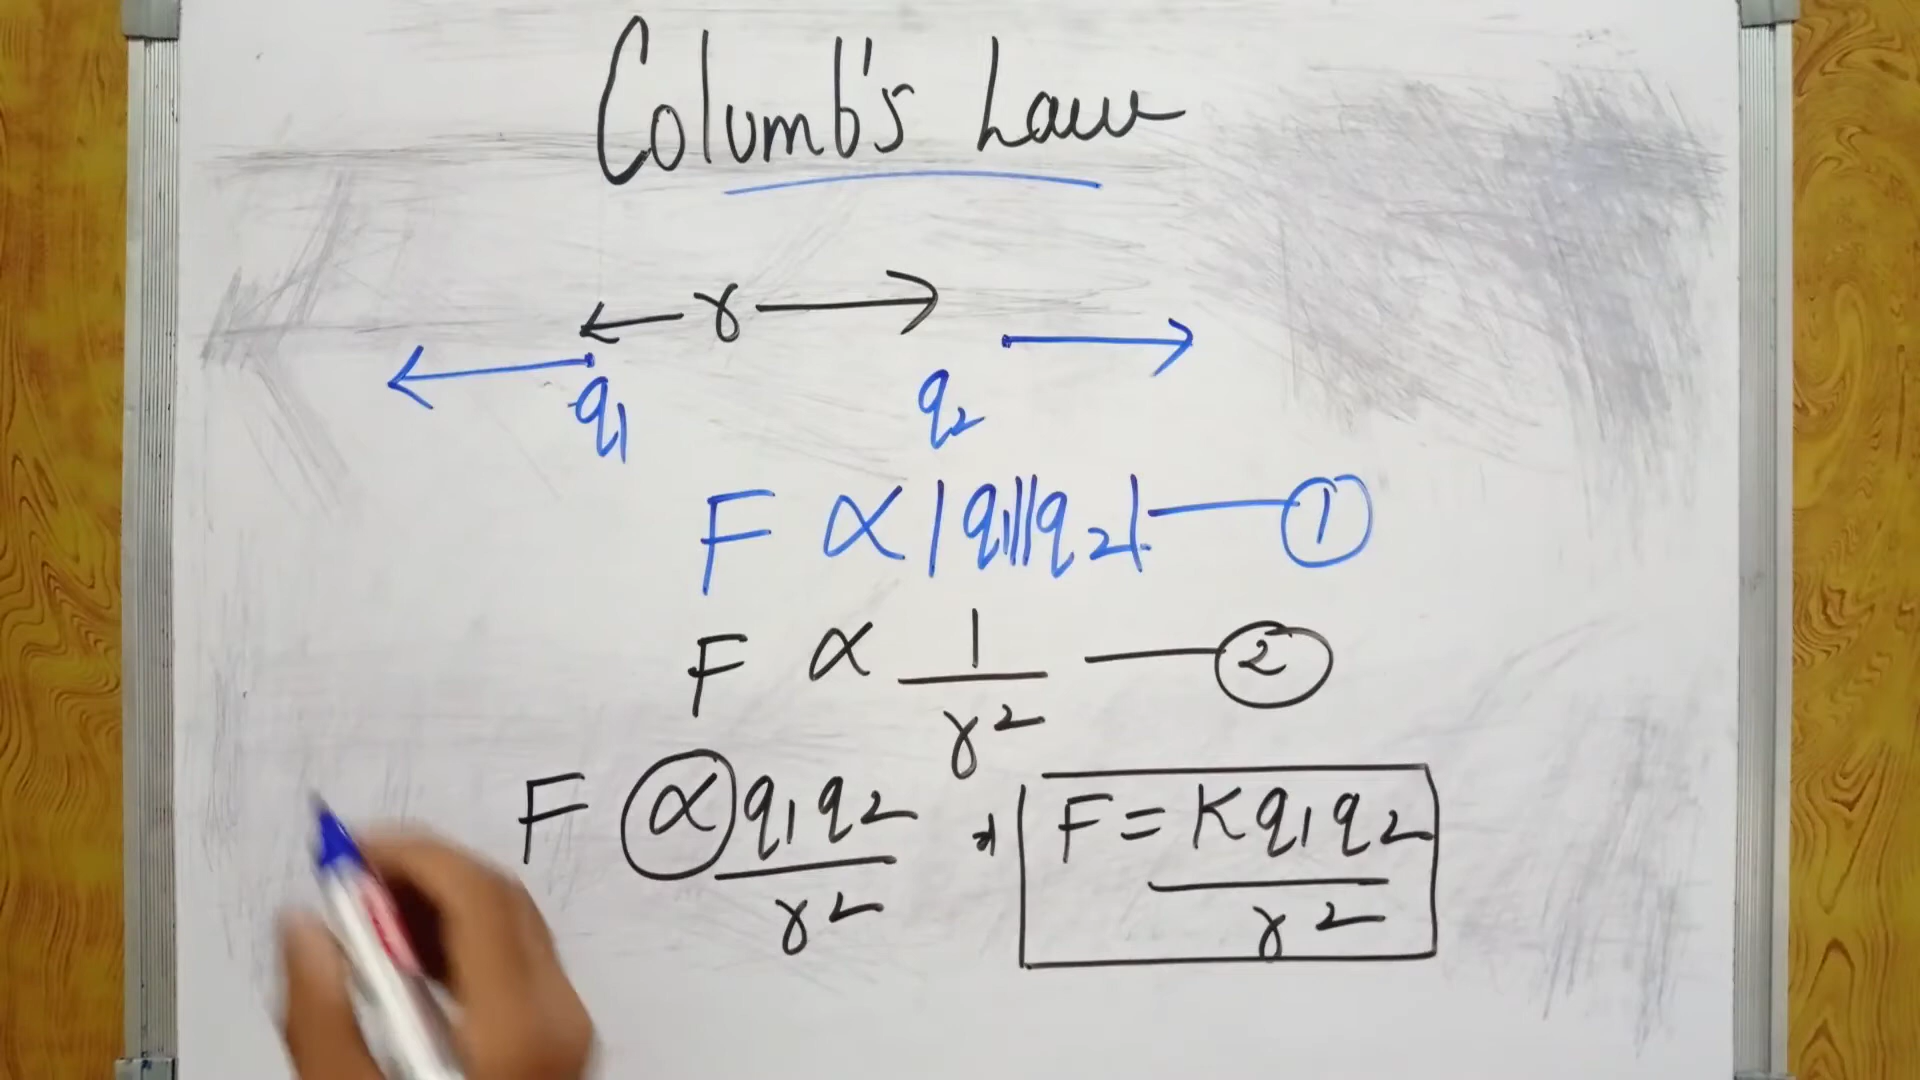 Columb's Law
r
q₁ q₂
F ∝ |q₁||q₂| — ①
F ∝ 1/r² — ②
F ∝ q₁q₂/r² F = Kq₁q₂/r²